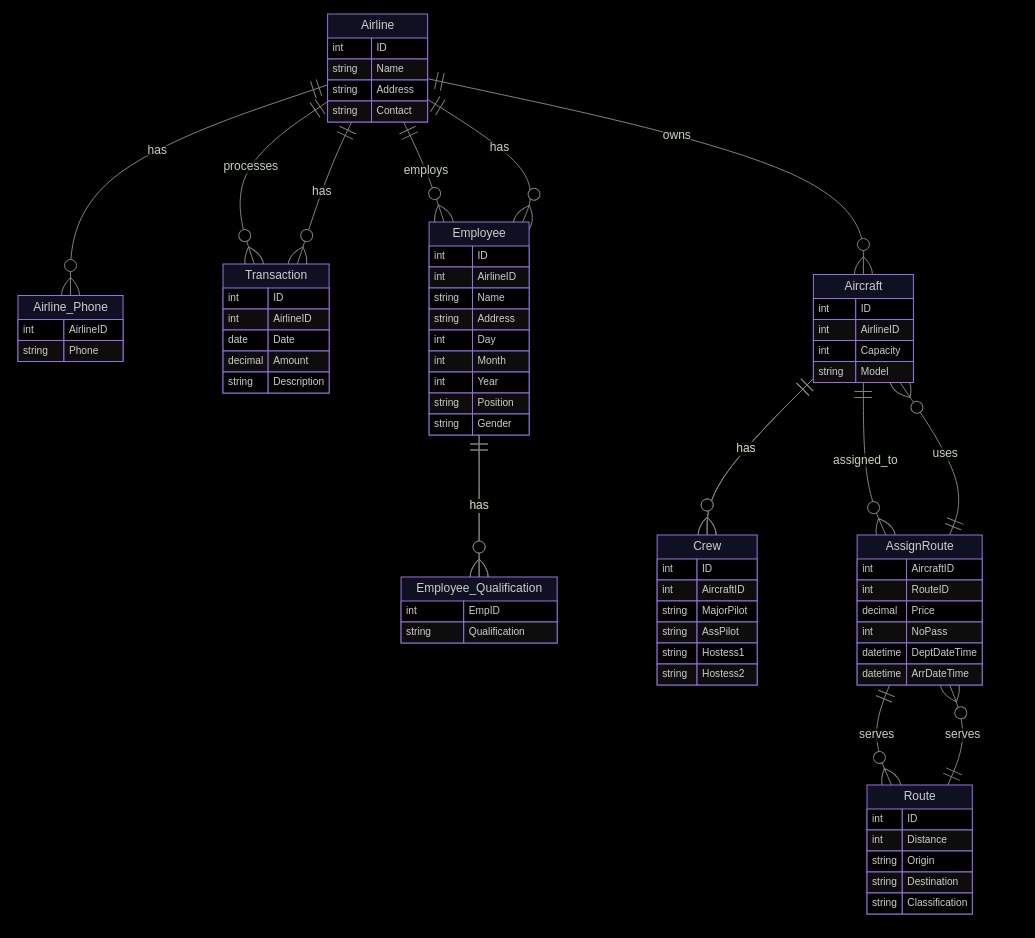 Airline
int ID
string Name
string Address
string Contact
has
processes
has
employs
has
owns
Airline_Phone
int AirlineID
string Phone
Transaction
int ID
int AirlineID
date Date
decimal Amount
string Description
Employee
int ID
int AirlineID
string Name
string Address
int Day
int Month
int Year
string Position
string Gender
Aircraft
int ID
int AirlineID
int Capacity
string Model
has
has
assigned_to
uses
Employee_Qualification
int EmpID
string Qualification
Crew
int ID
int AircraftID
string MajorPilot
string AssPilot
string Hostess1
string Hostess2
AssignRoute
int AircraftID
int RouteID
decimal Price
int NoPass
datetime DeptDateTime
datetime ArrDateTime
serves
serves
Route
int ID
int Distance
string Origin
string Destination
string Classification